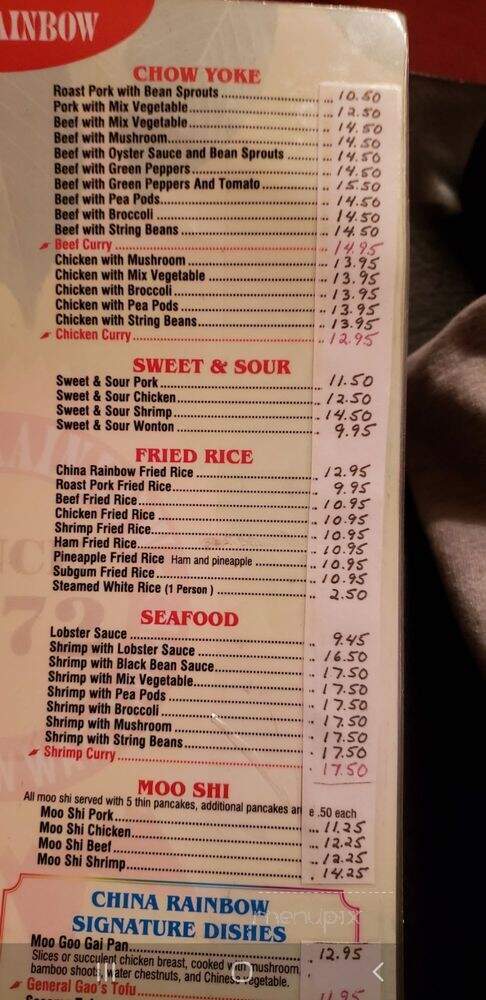 AINBOW
CHOW YOKE
Roast Pork with Bean Sprouts ... 10.50
Pork with Mix Vegetable ... 12.50
Beef with Mix Vegetable ... 14.50
Beef with Mushroom ... 14.50
Beef with Oyster Sauce and Bean Sprouts ... 14.50
Beef with Green Peppers ... 14.50
Beef with Green Peppers And Tomato ... 15.50
Beef with Pea Pods ... 14.50
Beef with Broccoli ... 14.50
Beef with String Beans ... 14.50
Beef Curry ... 14.95
Chicken with Mushroom ... 13.95
Chicken with Mix Vegetable ... 13.95
Chicken with Broccoli ... 13.95
Chicken with Pea Pods ... 13.95
Chicken with String Beans ... 13.95
Chicken Curry ... 12.95
SWEET & SOUR
Sweet & Sour Pork ... 11.50
Sweet & Sour Chicken ... 12.50
Sweet & Sour Shrimp ... 14.50
Sweet & Sour Wonton ... 9.95
FRIED RICE
China Rainbow Fried Rice ... 12.95
Roast Pork Fried Rice ... 9.95
Beef Fried Rice ... 10.95
Chicken Fried Rice ... 10.95
Shrimp Fried Rice ... 10.95
Ham Fried Rice ... 10.95
Pineapple Fried Rice Ham and pineapple ... 10.95
Subgum Fried Rice ... 10.95
Steamed White Rice (1 Person) ... 2.50
SEAFOOD
Lobster Sauce ... 9.45
Shrimp with Lobster Sauce ... 16.50
Shrimp with Black Bean Sauce ... 17.50
Shrimp with Mix Vegetable ... 17.50
Shrimp with Pea Pods ... 17.50
Shrimp with Broccoli ... 17.50
Shrimp with Mushroom ... 17.50
Shrimp with String Beans ... 17.50
Shrimp Curry ... 17.50
MOO SHI
All moo shi served with 5 thin pancakes, additional pancakes are .50 each
Moo Shi Pork ... 11.25
Moo Shi Chicken ... 12.25
Moo Shi Beef ... 12.25
Moo Shi Shrimp ... 14.25
CHINA RAINBOW
SIGNATURE DISHES
menupix
Moo Goo Gai Pan ... 12.95
Slices or succulent chicken breast, cooked w mushroom,
bamboo shoots, water chestnuts, and Chinese vegetable.
General Gao's Tofu ... 11.95